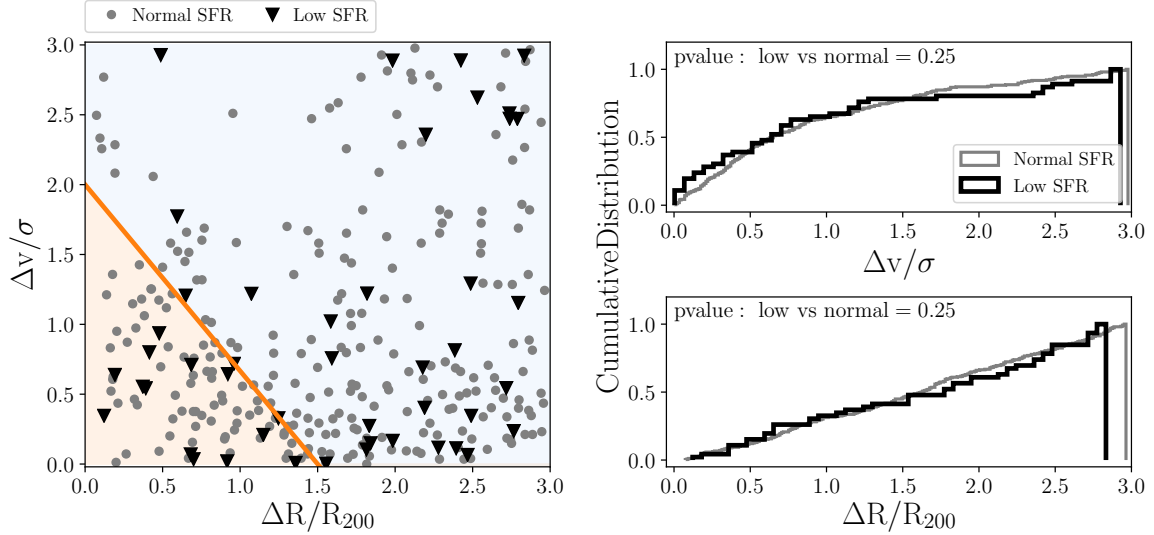 Normal SFR Low SFR
3.0
2.5
2.0
1.5
1.0
0.5
0.0
Δv/σ
0.0 0.5 1.0 1.5 2.0 2.5 3.0
ΔR/R200
CumulativeDistribution
pvalue : low vs normal = 0.25
1.0
0.5
0.0
Normal SFR
Low SFR
0.0 0.5 1.0 1.5 2.0 2.5 3.0
Δv/σ
pvalue : low vs normal = 0.25
1.0
0.5
0.0
0.0 0.5 1.0 1.5 2.0 2.5 3.0
ΔR/R200